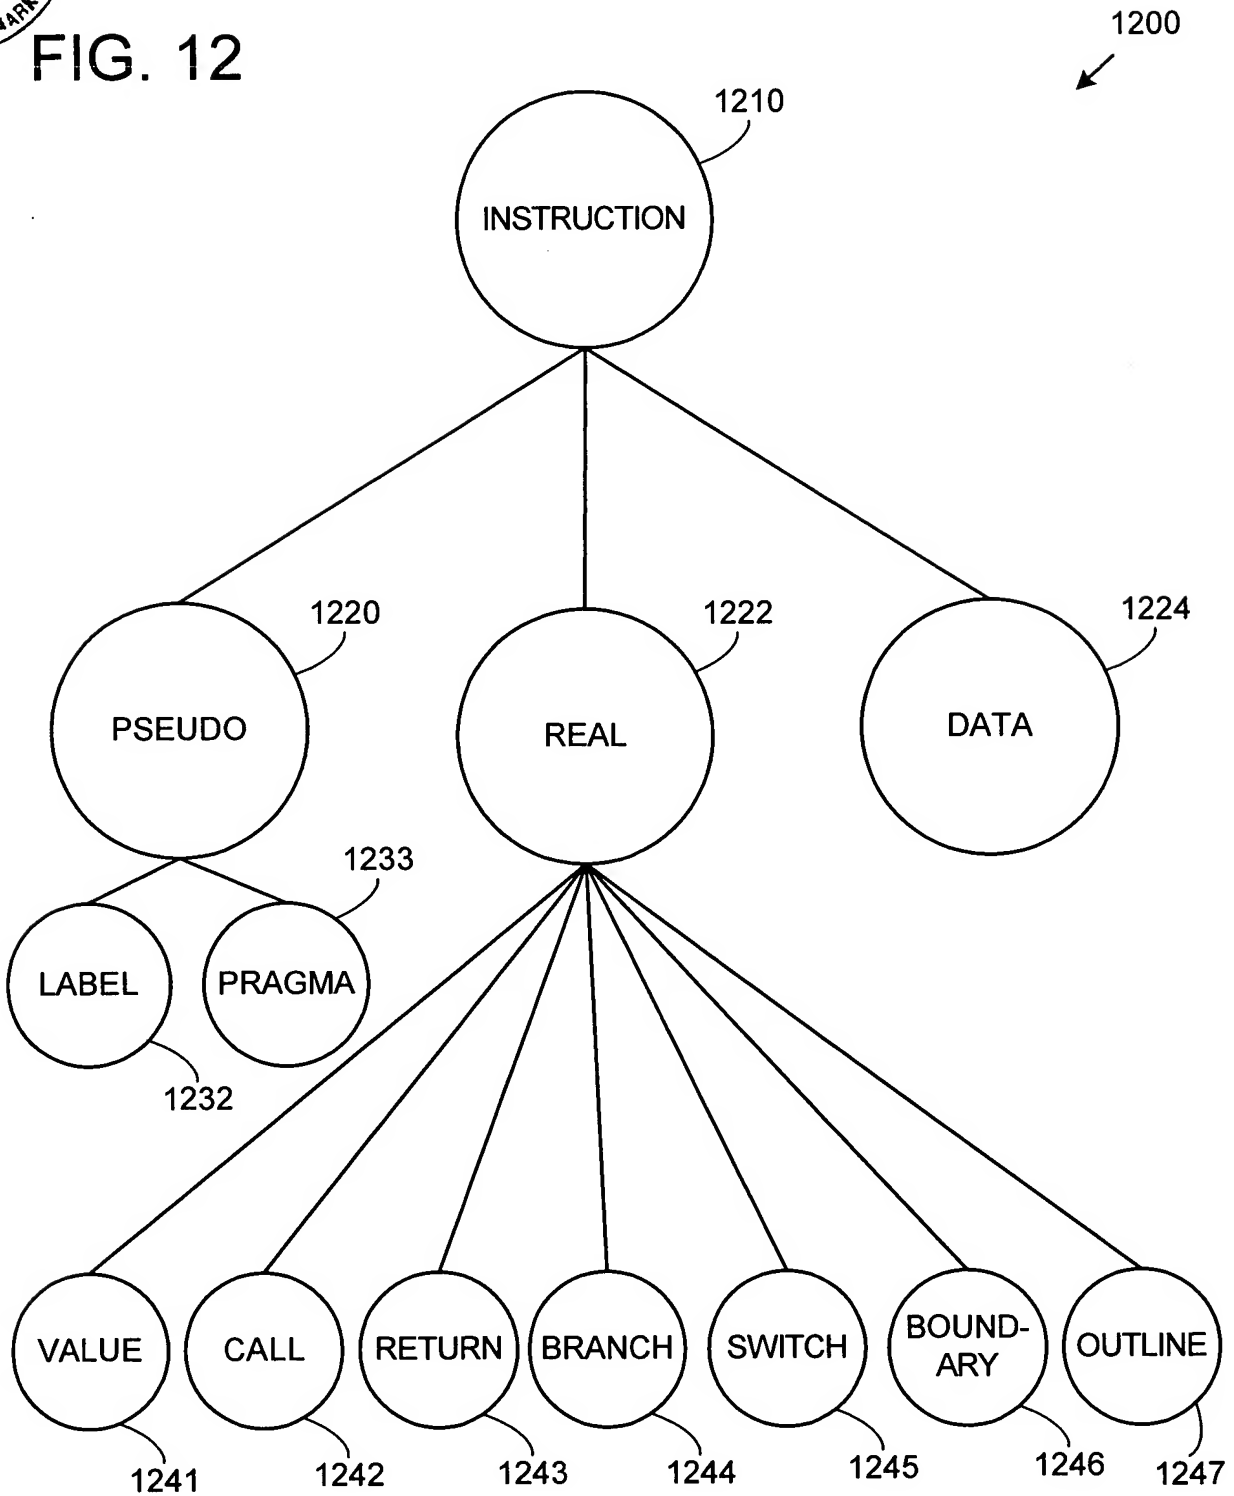 FIG. 12
1200
1210
INSTRUCTION
1220
1222
1224
PSEUDO
REAL
DATA
1233
LABEL
PRAGMA
1232
VALUE
CALL
RETURN
BRANCH
SWITCH
BOUND-
ARY
OUTLINE
1241
1242
1243
1244
1245
1246
1247